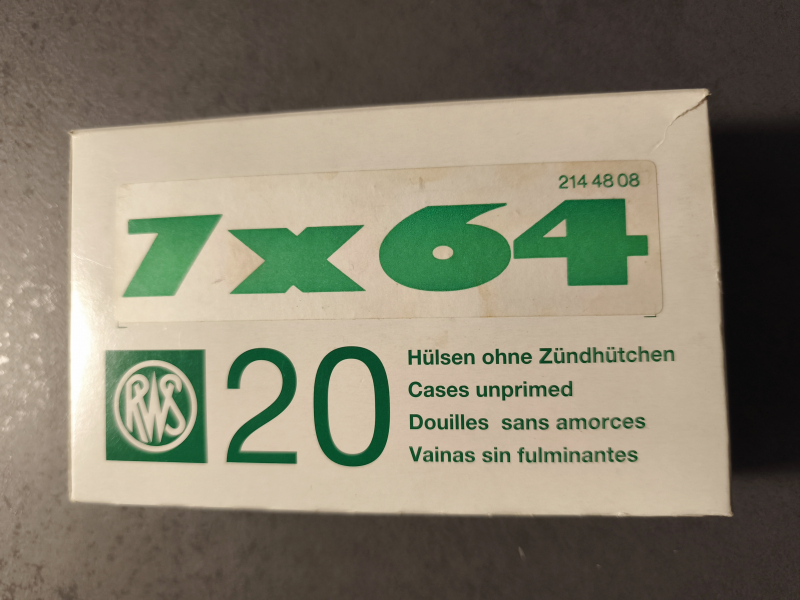 214 48 08
7x64
RWS
20
Hülsen ohne Zündhütchen
Cases unprimed
Douilles sans amorces
Vainas sin fulminantes